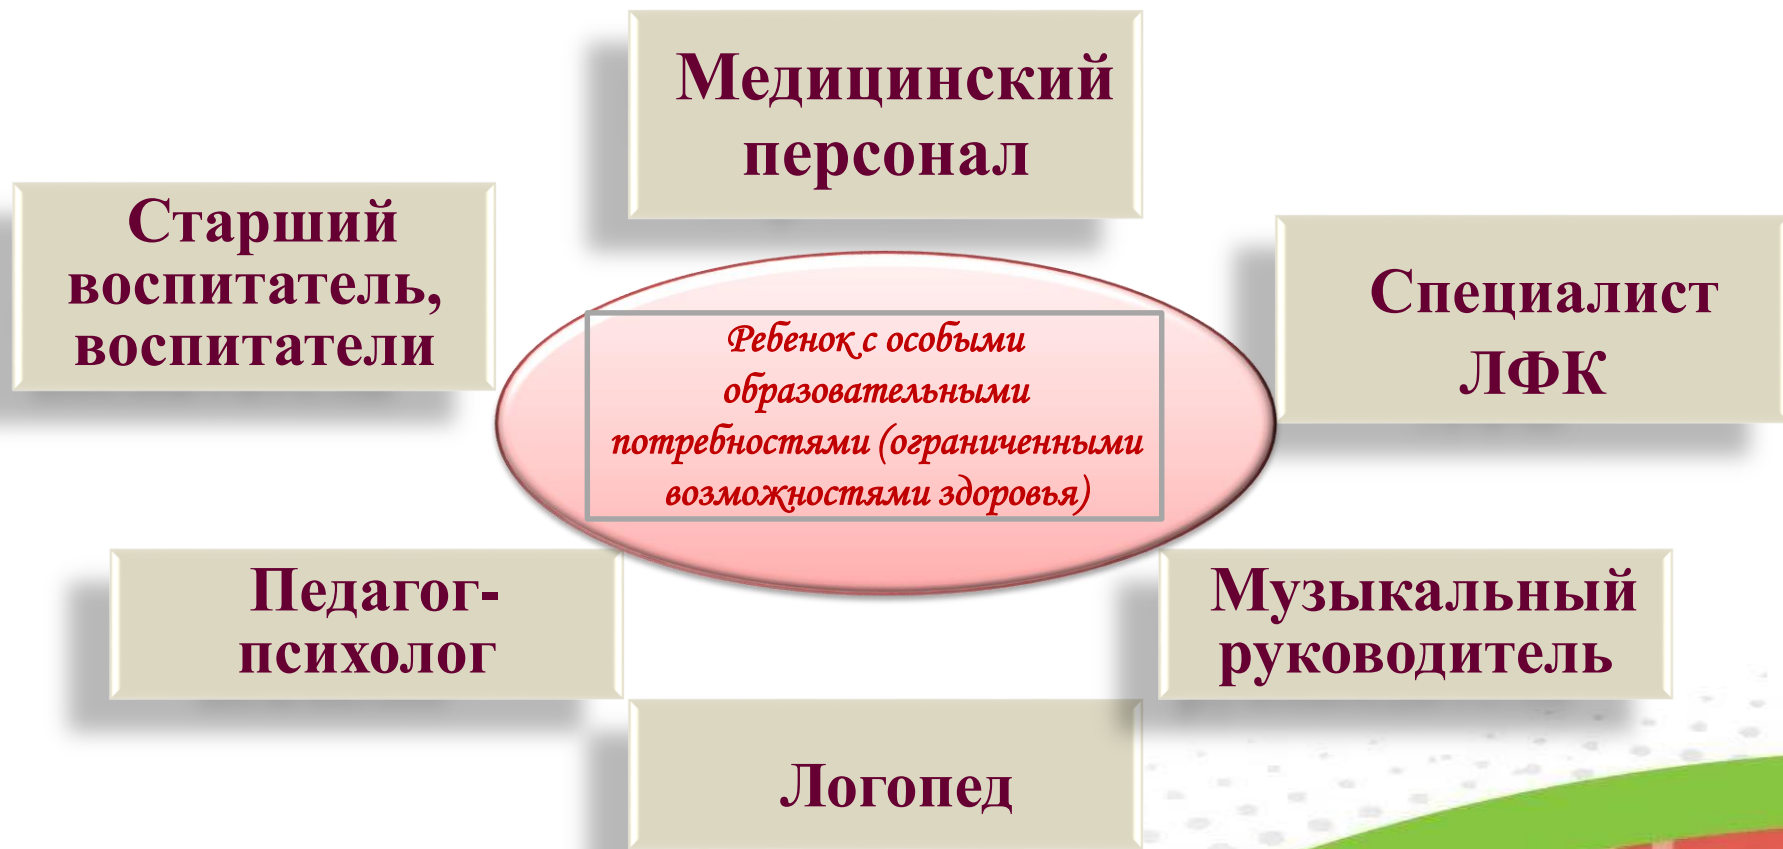 Медицинский
персонал
Старший
воспитатель,
воспитатели
Специалист
ЛФК
Ребенок с особыми
образовательными
потребностями (ограниченными
возможностями здоровья)
Педагог-
психолог
Музыкальный
руководитель
Логопед